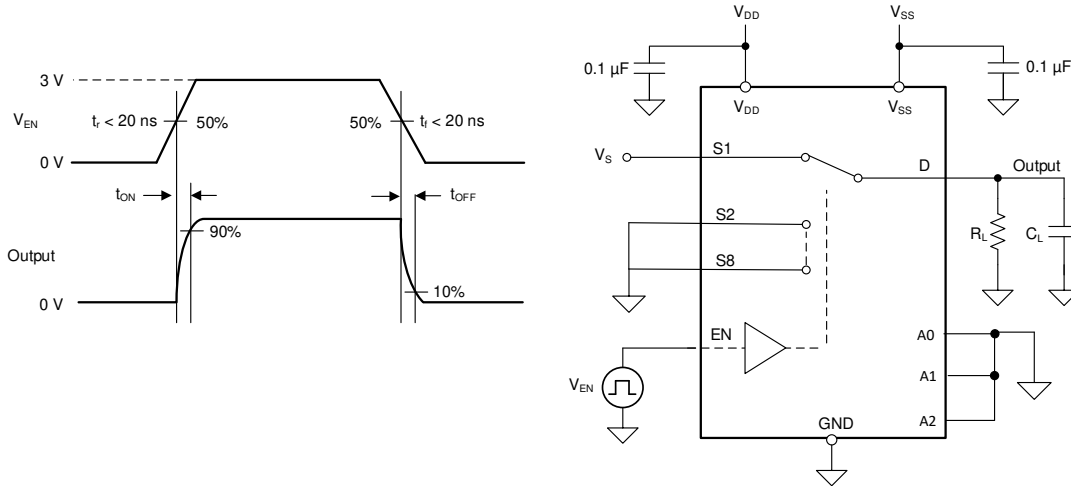 3 V
V_EN
t_r < 20 ns
50%
50%
t_f < 20 ns
0 V
t_ON
t_OFF
90%
Output
10%
0 V
V_DD
V_SS
0.1 µF
0.1 µF
V_DD
V_SS
V_S
S1
D
Output
S2
R_L
C_L
S8
EN
A0
V_EN
A1
GND
A2